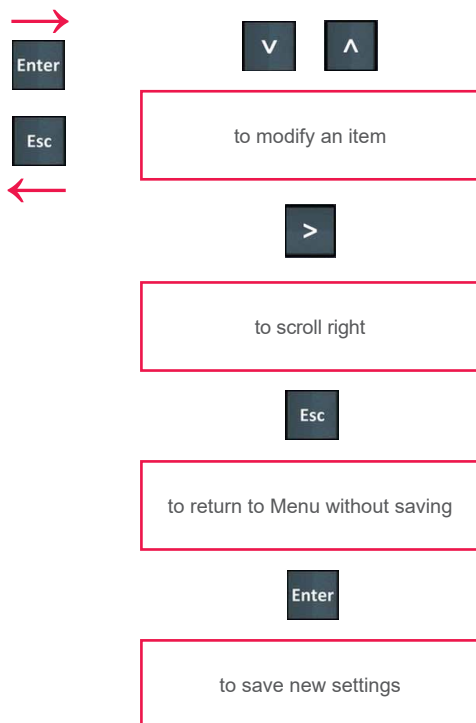 Enter
Esc
v ^
to modify an item
>
to scroll right
Esc
to return to Menu without saving
Enter
to save new settings